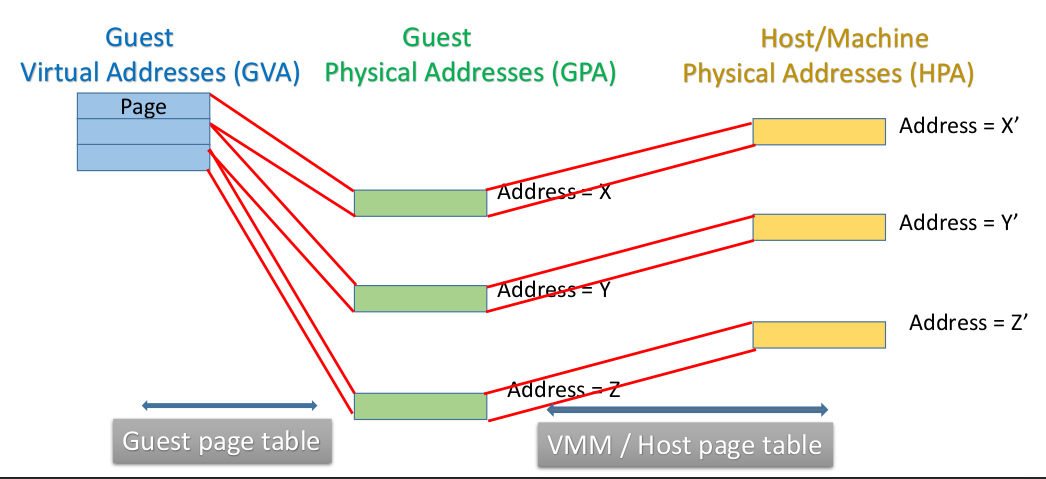 Guest
Virtual Addresses (GVA)
Guest
Physical Addresses (GPA)
Host/Machine
Physical Addresses (HPA)
Page
Address = X’
Address = X
Address = Y’
Address = Y
Address = Z’
Address = Z
Guest page table
VMM / Host page table